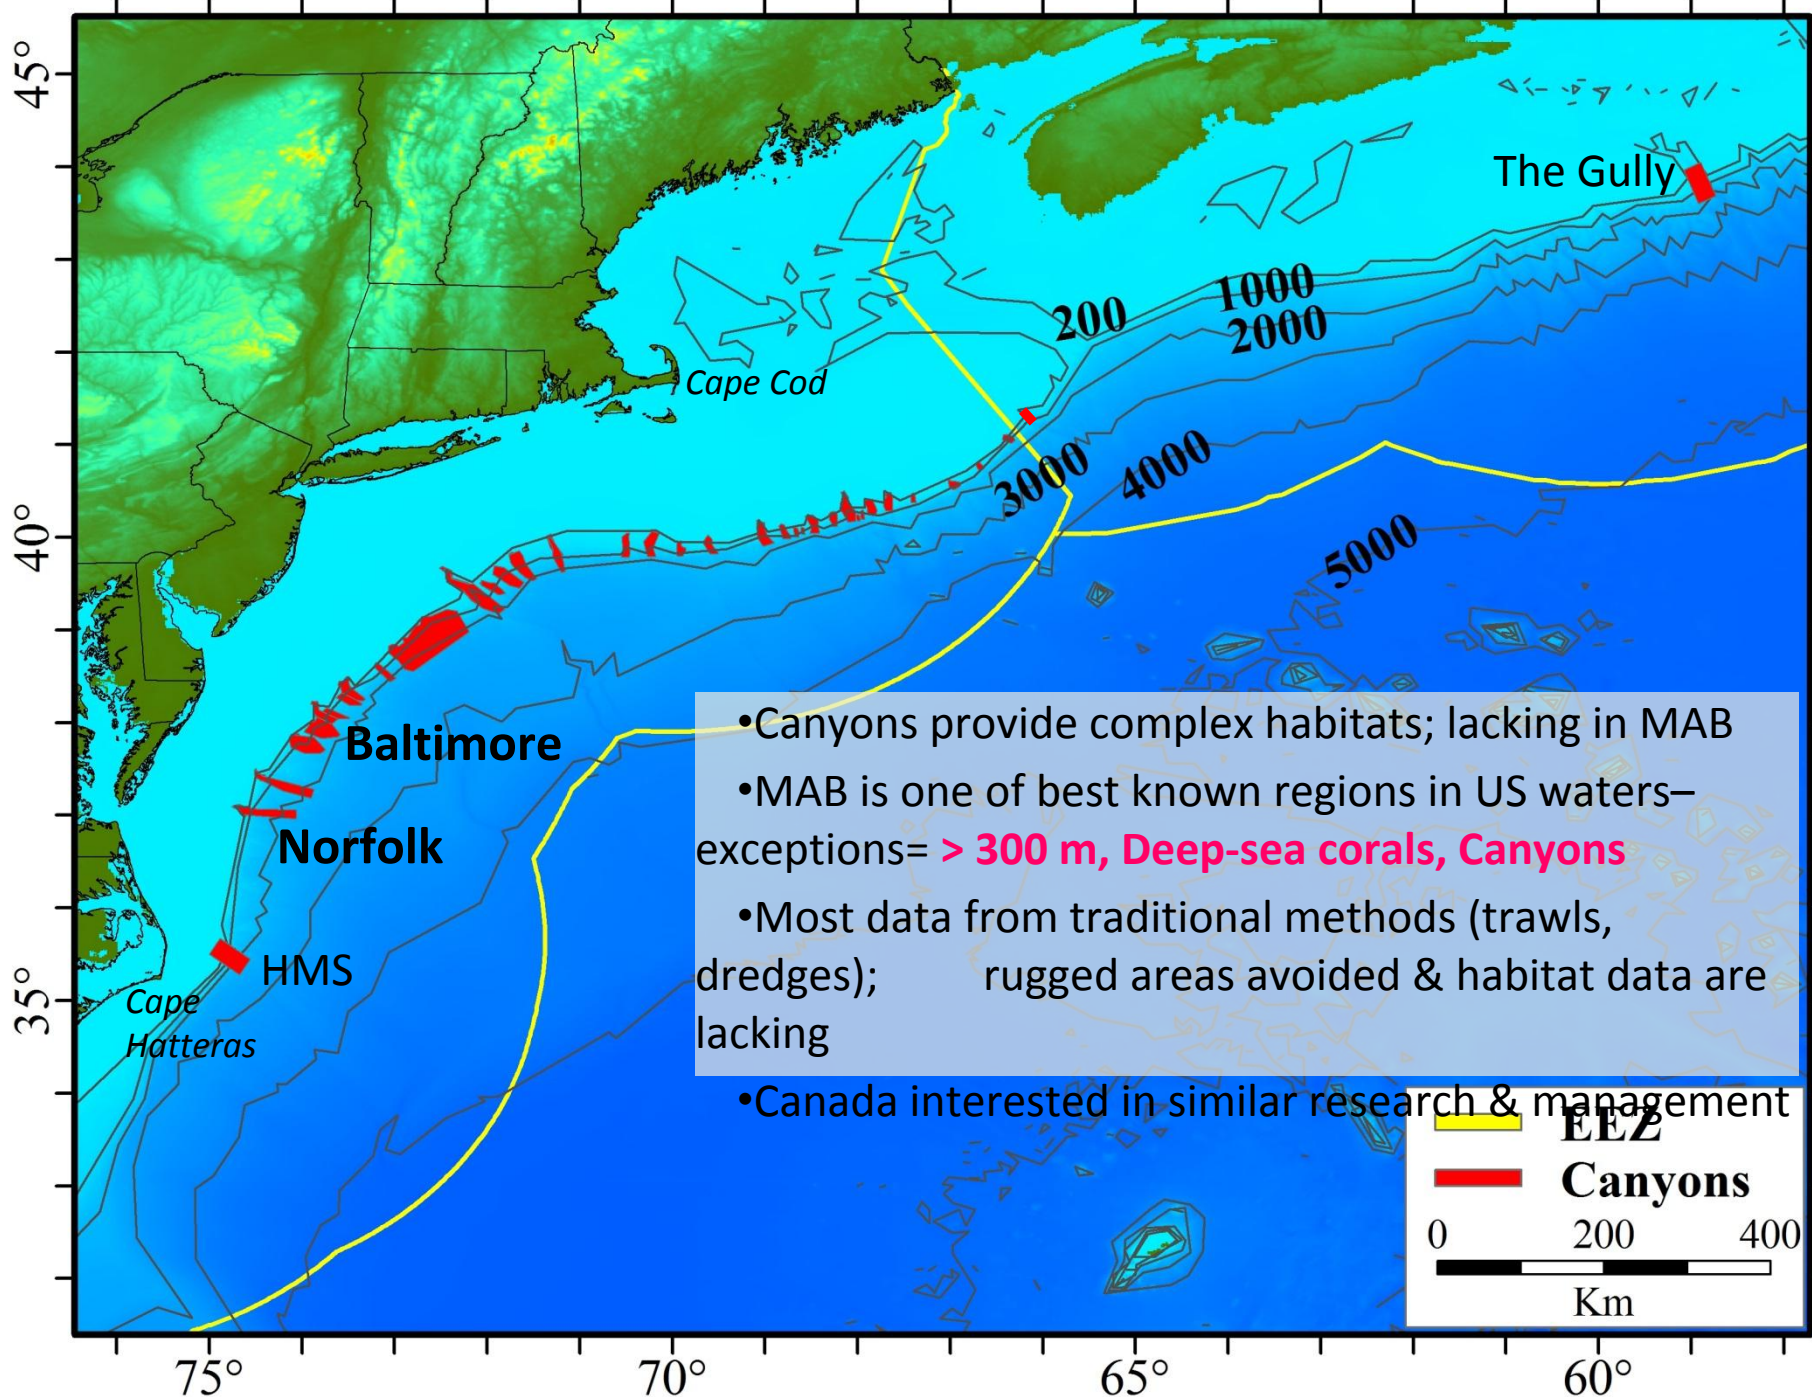 45°
The Gully
1000
200
2000
Cape Cod
3000
4000
40°
5000
•Canyons provide complex habitats; lacking in MAB
Baltimore
•MAB is one of best known regions in US waters–
Norfolk
exceptions= > 300 m, Deep-sea corals, Canyons
•Most data from traditional methods (trawls,
HMS
dredges); rugged areas avoided & habitat data are
35°
Cape
Hatteras
lacking
•Canada interested in similar research & management
EEZ
Canyons
0 200 400
Km
75° 70° 65° 60°